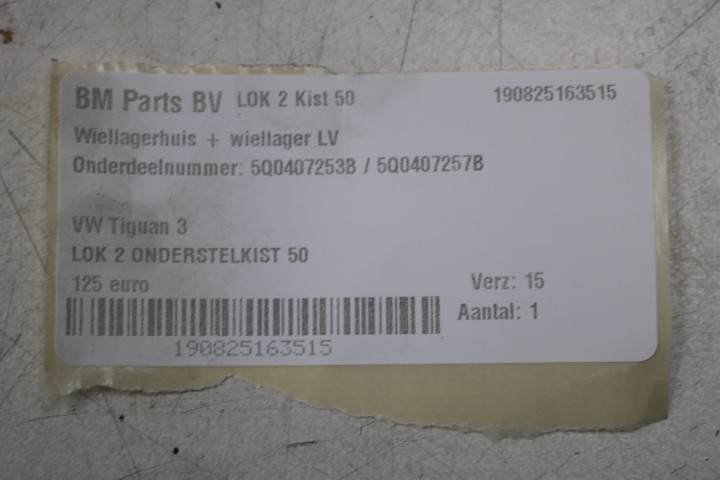 BM Parts BV LOK 2 Kist 50 190825163515
Wiellagerhuis + wiellager LV
Onderdeelnummer: 5Q0407253B / 5Q0407257B
VW Tiguan 3
LOK 2 ONDERSTELKIST 50
125 euro Verz: 15
Aantal: 1
190825163515